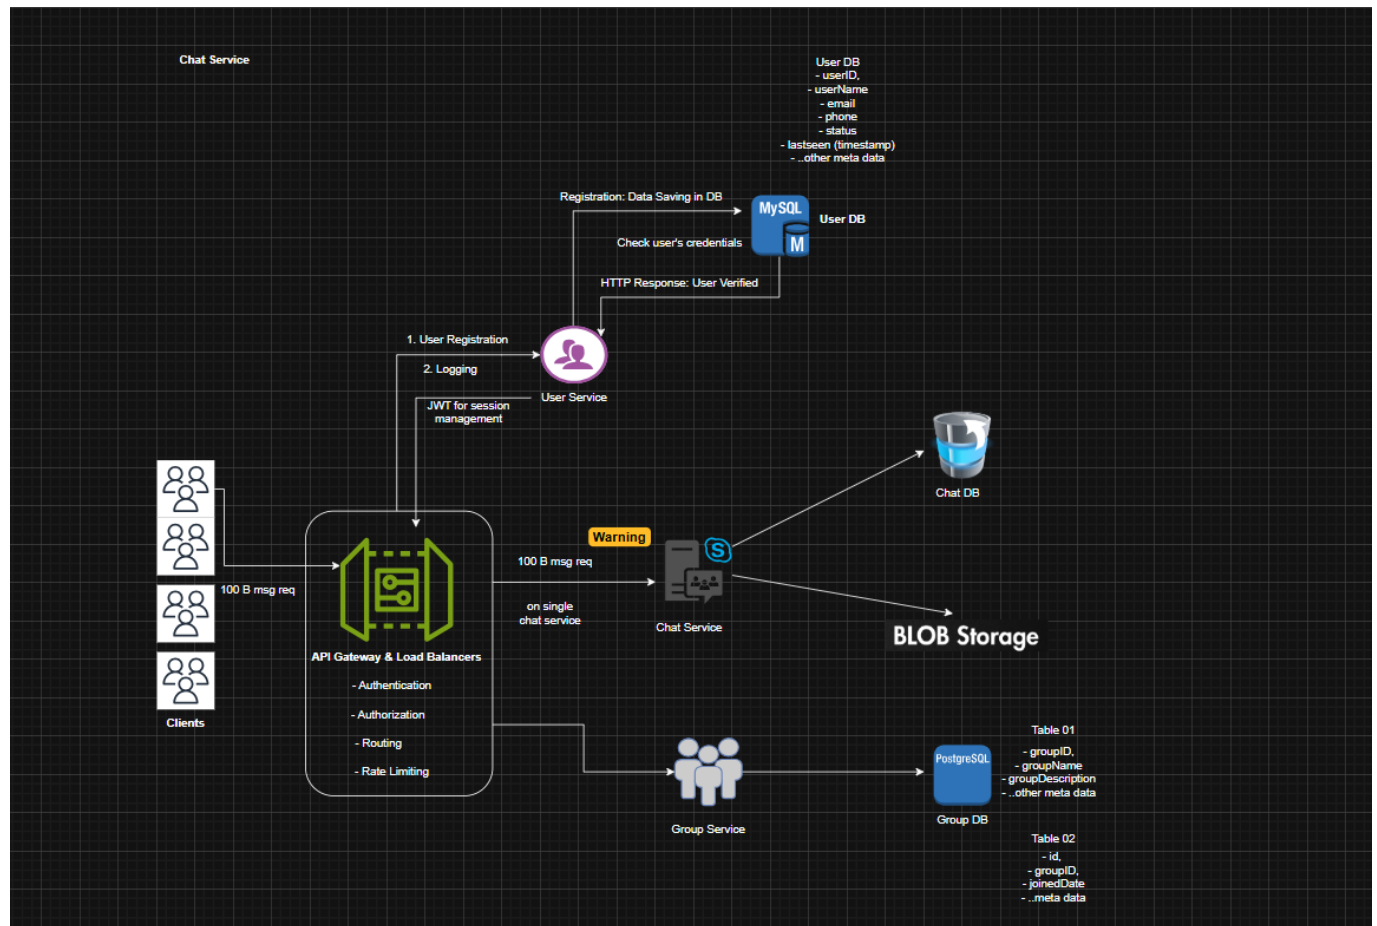 Chat Service
User DB
- userID,
- userName
- email
- phone
- status
- lastseen (timestamp)
- ..other meta data
Registration: Data Saving in DB
MySQL
M
User DB
Check user's credentials
HTTP Response: User Verified
1. User Registration
2. Logging
User Service
JWT for session
management
Chat DB
Warning
100 B msg req
S
on single
chat service
Chat Service
BLOB Storage
100 B msg req
Clients
API Gateway & Load Balancers
- Authentication
- Authorization
- Routing
- Rate Limiting
Group Service
PostgreSQL
Group DB
Table 01
- groupID,
- groupName
- groupDescription
- ..other meta data
Table 02
- id,
- groupID,
- joinedDate
- ..meta data